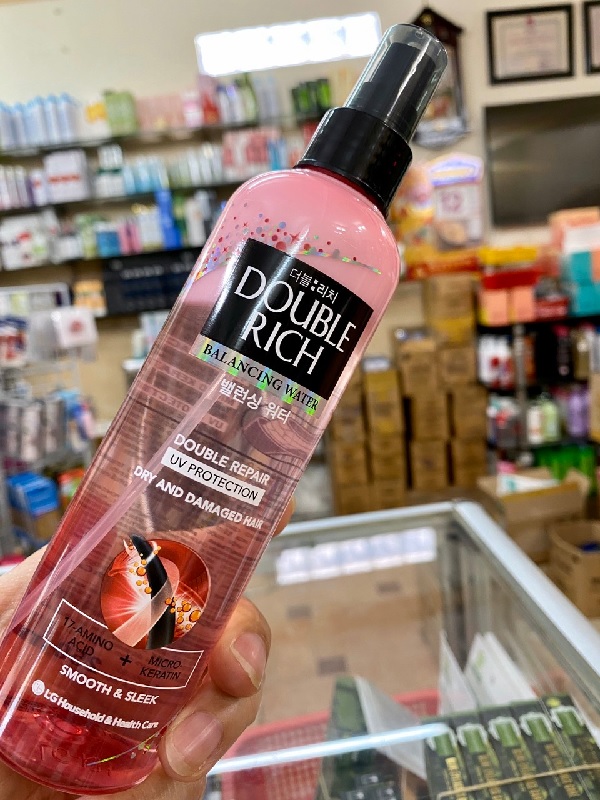 더블:리치
DOUBLE
RICH
BALANCING WATER
밸런싱 워터
DOUBLE REPAIR
UV PROTECTION
DRY AND DAMAGED HAIR
17-AMINO
ACID
+
MICRO
KERATIN
SMOOTH & SLEEK
LG Household & Health Care